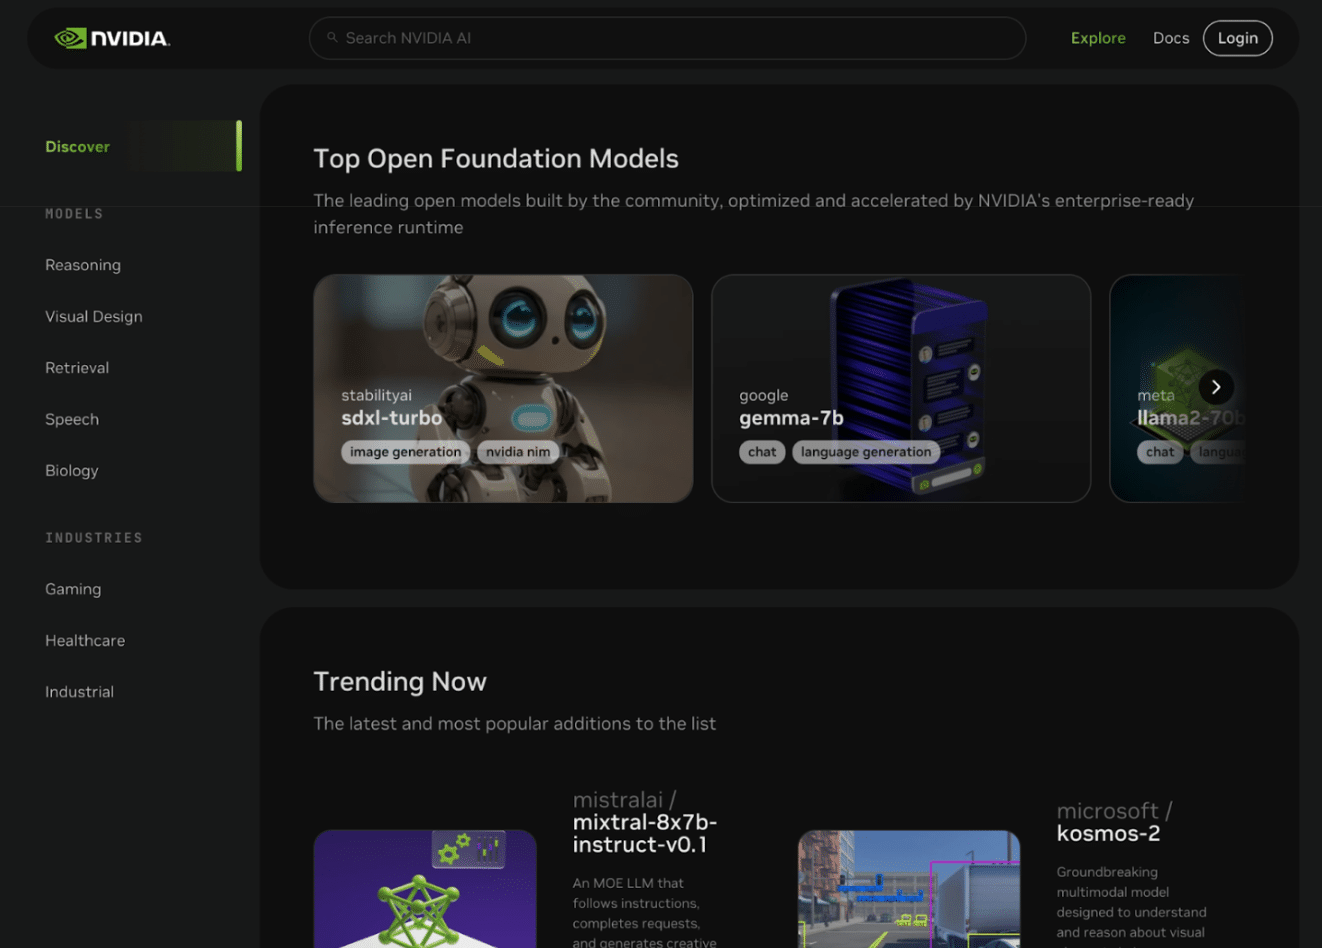 NVIDIA.
Search NVIDIA AI
Explore
Docs
Login
Discover
MODELS
Reasoning
Visual Design
Retrieval
Speech
Biology
INDUSTRIES
Gaming
Healthcare
Industrial
Top Open Foundation Models
The leading open models built by the community, optimized and accelerated by NVIDIA's enterprise-ready
inference runtime
stabilityai
sdxl-turbo
image generation
nvidia nim
google
gemma-7b
chat
language generation
meta
llama2-70b
chat
Trending Now
The latest and most popular additions to the list
mistralai /
mixtral-8x7b-
instruct-v0.1
An MOE LLM that
follows instructions,
completes requests,
and generates creative
microsoft /
kosmos-2
Groundbreaking
multimodal model
designed to understand
and reason about visual